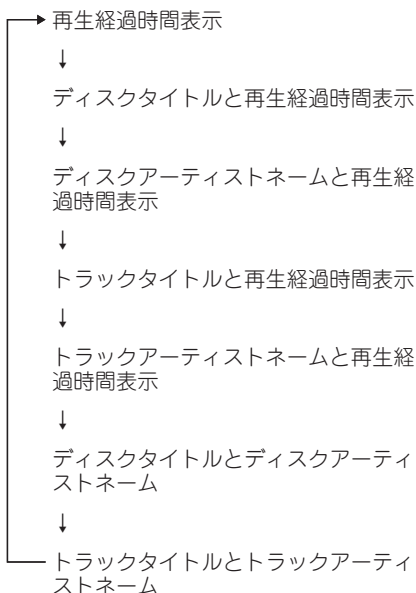 再生経過時間表示
↓
ディスクタイトルと再生経過時間表示
↓
ディスクアーティストネームと再生経
過時間表示
↓
トラックタイトルと再生経過時間表示
↓
トラックアーティストネームと再生経
過時間表示
↓
ディスクタイトルとディスクアーティ
ストネーム
↓
トラックタイトルとトラックアーティ
ストネーム